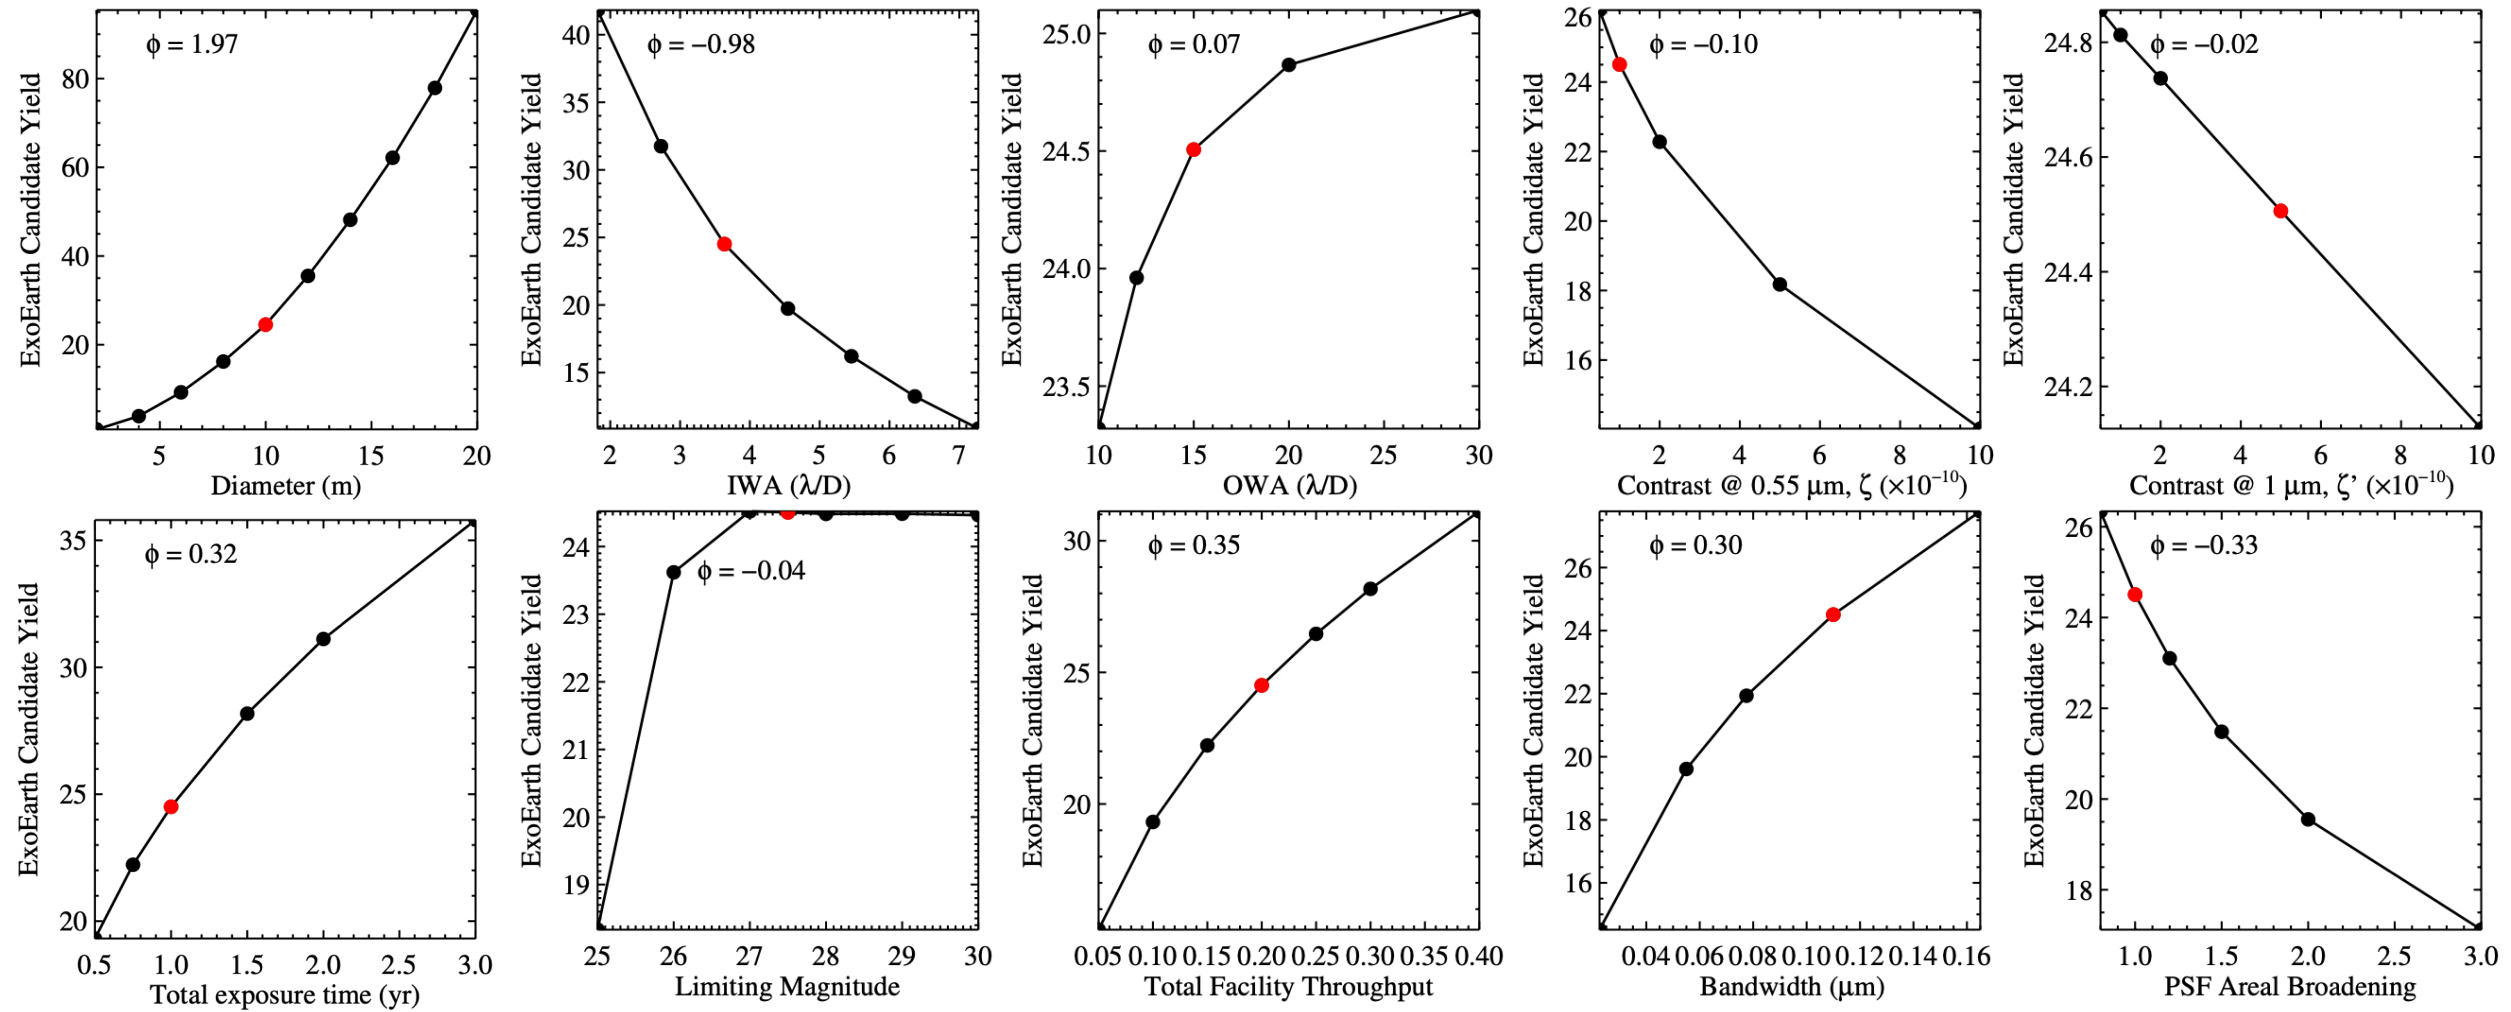 ExoEarth Candidate Yield
ϕ = 1.97
80
60
40
20
5 10 15 20
Diameter (m)
ExoEarth Candidate Yield
ϕ = −0.98
40
35
30
25
20
15
2 3 4 5 6 7
IWA (λ/D)
ExoEarth Candidate Yield
ϕ = 0.07
25.0
24.5
24.0
23.5
10 15 20 25 30
OWA (λ/D)
ExoEarth Candidate Yield
ϕ = −0.10
26
24
22
20
18
16
2 4 6 8 10
Contrast @ 0.55 μm, ζ (×10⁻¹⁰)
ExoEarth Candidate Yield
ϕ = −0.02
24.8
24.6
24.4
24.2
2 4 6 8 10
Contrast @ 1 μm, ζ’ (×10⁻¹⁰)
ExoEarth Candidate Yield
ϕ = 0.32
35
30
25
20
0.5 1.0 1.5 2.0 2.5 3.0
Total exposure time (yr)
ExoEarth Candidate Yield
ϕ = −0.04
24
23
22
21
20
19
25 26 27 28 29 30
Limiting Magnitude
ExoEarth Candidate Yield
ϕ = 0.35
30
25
20
0.05 0.10 0.15 0.20 0.25 0.30 0.35 0.40
Total Facility Throughput
ExoEarth Candidate Yield
ϕ = 0.30
26
24
22
20
18
16
0.04 0.06 0.08 0.10 0.12 0.14 0.16
Bandwidth (μm)
ExoEarth Candidate Yield
ϕ = −0.33
26
24
22
20
18
1.0 1.5 2.0 2.5 3.0
PSF Areal Broadening